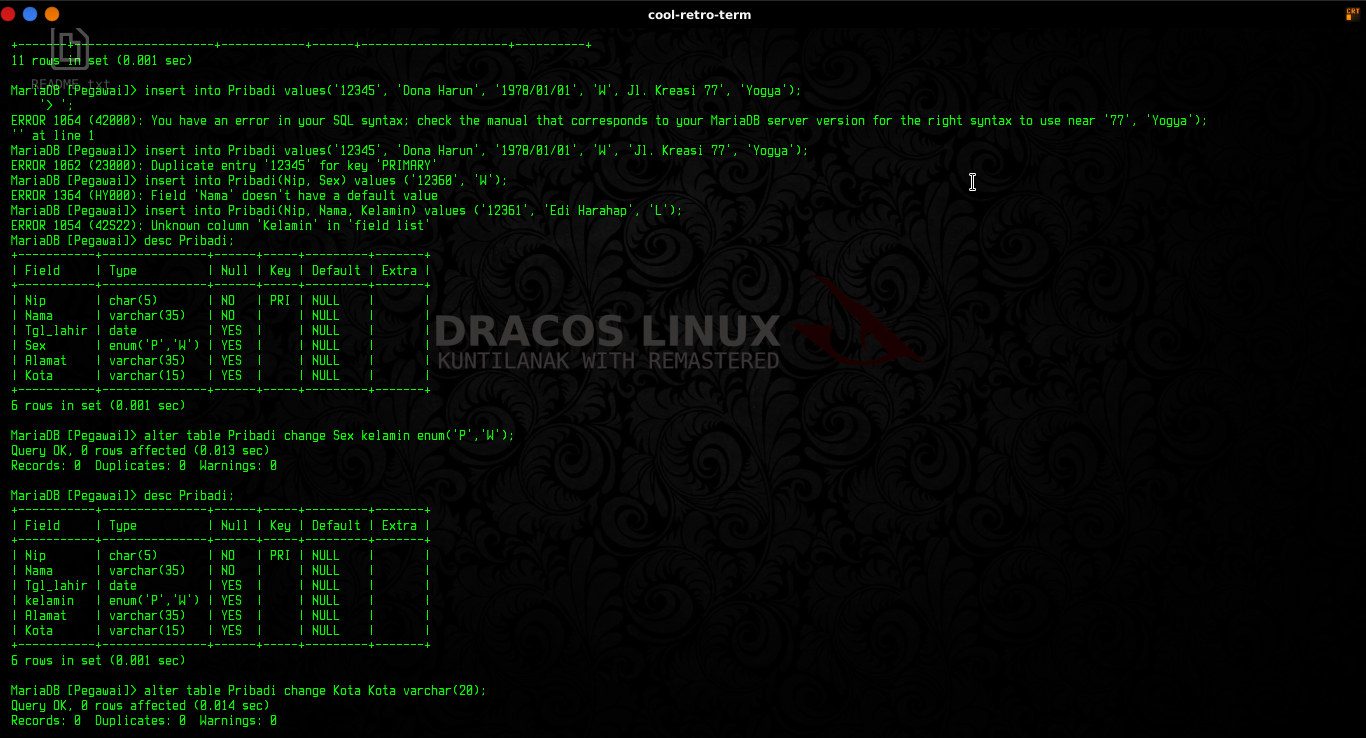 cool-retro-term
CRT
+-------+--------------------+------------+------+---------------------+----------+
11 rows in set (0.001 sec)
README.txt
MariaDB [Pegawai]> insert into Pribadi values('12345', 'Dona Harun', '1978/01/01', 'W', Jl. Kreasi 77', 'Yogya');
    '> ';
ERROR 1064 (42000): You have an error in your SQL syntax; check the manual that corresponds to your MariaDB server version for the right syntax to use near '77', 'Yogya');
'' at line 1
MariaDB [Pegawai]> insert into Pribadi values('12345', 'Dona Harun', '1978/01/01', 'W', 'Jl. Kreasi 77', 'Yogya');
ERROR 1062 (23000): Duplicate entry '12345' for key 'PRIMARY'
MariaDB [Pegawai]> insert into Pribadi(Nip, Sex) values ('12360', 'W');
ERROR 1364 (HY000): Field 'Nama' doesn't have a default value
MariaDB [Pegawai]> insert into Pribadi(Nip, Nama, Kelamin) values ('12361', 'Edi Harahap', 'L');
ERROR 1054 (42S22): Unknown column 'Kelamin' in 'field list'
MariaDB [Pegawai]> desc Pribadi;
+-----------+---------------+------+-----+---------+-------+
| Field     | Type          | Null | Key | Default | Extra |
+-----------+---------------+------+-----+---------+-------+
| Nip       | char(5)       | NO   | PRI | NULL    |       |
| Nama      | varchar(35)   | NO   |     | NULL    |       |
| Tgl_lahir | date          | YES  |     | NULL    |       |
| Sex       | enum('P','W') | YES  |     | NULL    |       |
| Alamat    | varchar(35)   | YES  |     | NULL    |       |
| Kota      | varchar(15)   | YES  |     | NULL    |       |
+-----------+---------------+------+-----+---------+-------+
6 rows in set (0.001 sec)
DRACOS LINUX
KUNTILANAK WITH REMASTERED
MariaDB [Pegawai]> alter table Pribadi change Sex kelamin enum('P','W');
Query OK, 0 rows affected (0.013 sec)
Records: 0  Duplicates: 0  Warnings: 0
MariaDB [Pegawai]> desc Pribadi;
+-----------+---------------+------+-----+---------+-------+
| Field     | Type          | Null | Key | Default | Extra |
+-----------+---------------+------+-----+---------+-------+
| Nip       | char(5)       | NO   | PRI | NULL    |       |
| Nama      | varchar(35)   | NO   |     | NULL    |       |
| Tgl_lahir | date          | YES  |     | NULL    |       |
| kelamin   | enum('P','W') | YES  |     | NULL    |       |
| Alamat    | varchar(35)   | YES  |     | NULL    |       |
| Kota      | varchar(15)   | YES  |     | NULL    |       |
+-----------+---------------+------+-----+---------+-------+
6 rows in set (0.001 sec)
MariaDB [Pegawai]> alter table Pribadi change Kota Kota varchar(20);
Query OK, 0 rows affected (0.014 sec)
Records: 0  Duplicates: 0  Warnings: 0